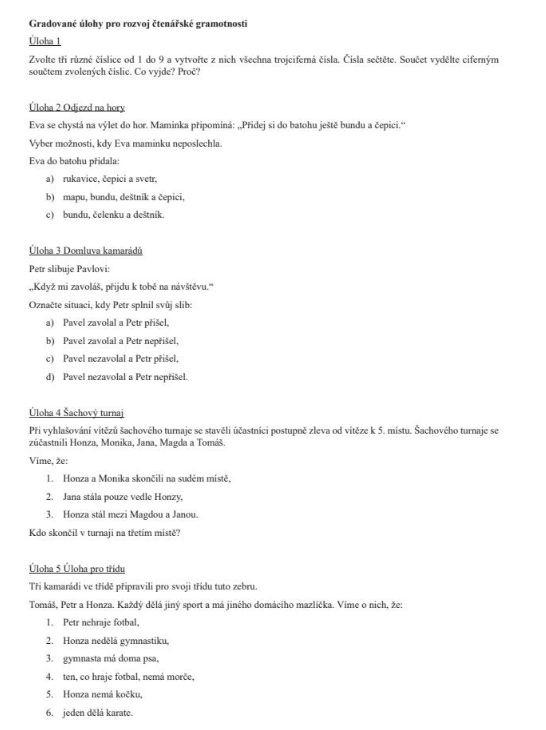 Gradované úlohy pro rozvoj čtenářské gramotnosti
Úloha 1
Zvolte tři různé číslice od 1 do 9 a vytvořte z nich všechna trojciferná čísla. Čísla sečtěte. Součet vydělte ciferným
součtem zvolených číslic. Co vyjde? Proč?
Úloha 2 Odjezd na hory
Eva se chystá na výlet do hor. Maminka připomíná: „Přidej si do batohu ještě bundu a čepici.“
Vyber možnosti, kdy Eva maminku neposlechla.
Eva do batohu přidala:
a) rukavice, čepici a svetr,
b) mapu, bundu, deštník a čepici,
c) bundu, čelenku a deštník.
Úloha 3 Domluva kamarádů
Petr slibuje Pavlovi:
„Když mi zavoláš, přijdu k tobě na návštěvu.“
Označte situaci, kdy Petr splnil svůj slib:
a) Pavel zavolal a Petr přišel,
b) Pavel zavolal a Petr nepřišel,
c) Pavel nezavolal a Petr přišel,
d) Pavel nezavolal a Petr nepřišel.
Úloha 4 Šachový turnaj
Při vyhlašování vítězů šachového turnaje se stavěli účastníci postupně zleva od vítěze k 5. místu. Šachového turnaje se
zúčastnili Honza, Monika, Jana, Magda a Tomáš.
Víme, že:
1. Honza a Monika skončili na sudém místě,
2. Jana stála pouze vedle Honzy,
3. Honza stál mezi Magdou a Janou.
Kdo skončil v turnaji na třetím místě?
Úloha 5 Úloha pro třídu
Tři kamarádi ve třídě připravili pro svoji třídu tuto zebru.
Tomáš, Petr a Honza. Každý dělá jiný sport a má jiného domácího mazlíčka. Víme o nich, že:
1. Petr nehraje fotbal,
2. Honza nedělá gymnastiku,
3. gymnasta má doma psa,
4. ten, co hraje fotbal, nemá morče,
5. Honza nemá kočku,
6. jeden dělá karate.